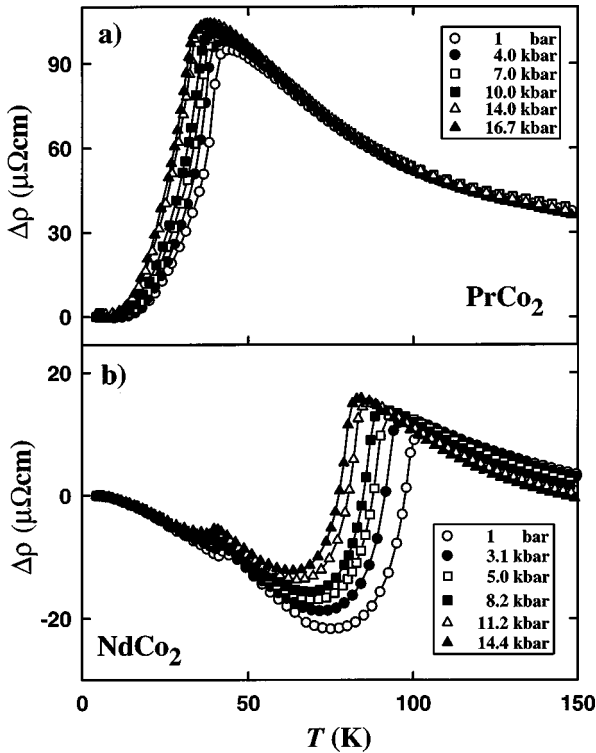 a)
90
60
30
0
Δρ (μΩcm)
1 bar
4.0 kbar
7.0 kbar
10.0 kbar
14.0 kbar
16.7 kbar
PrCo₂
b)
20
0
-20
Δρ (μΩcm)
1 bar
3.1 kbar
5.0 kbar
8.2 kbar
11.2 kbar
14.4 kbar
NdCo₂
0 50 100 150
T (K)